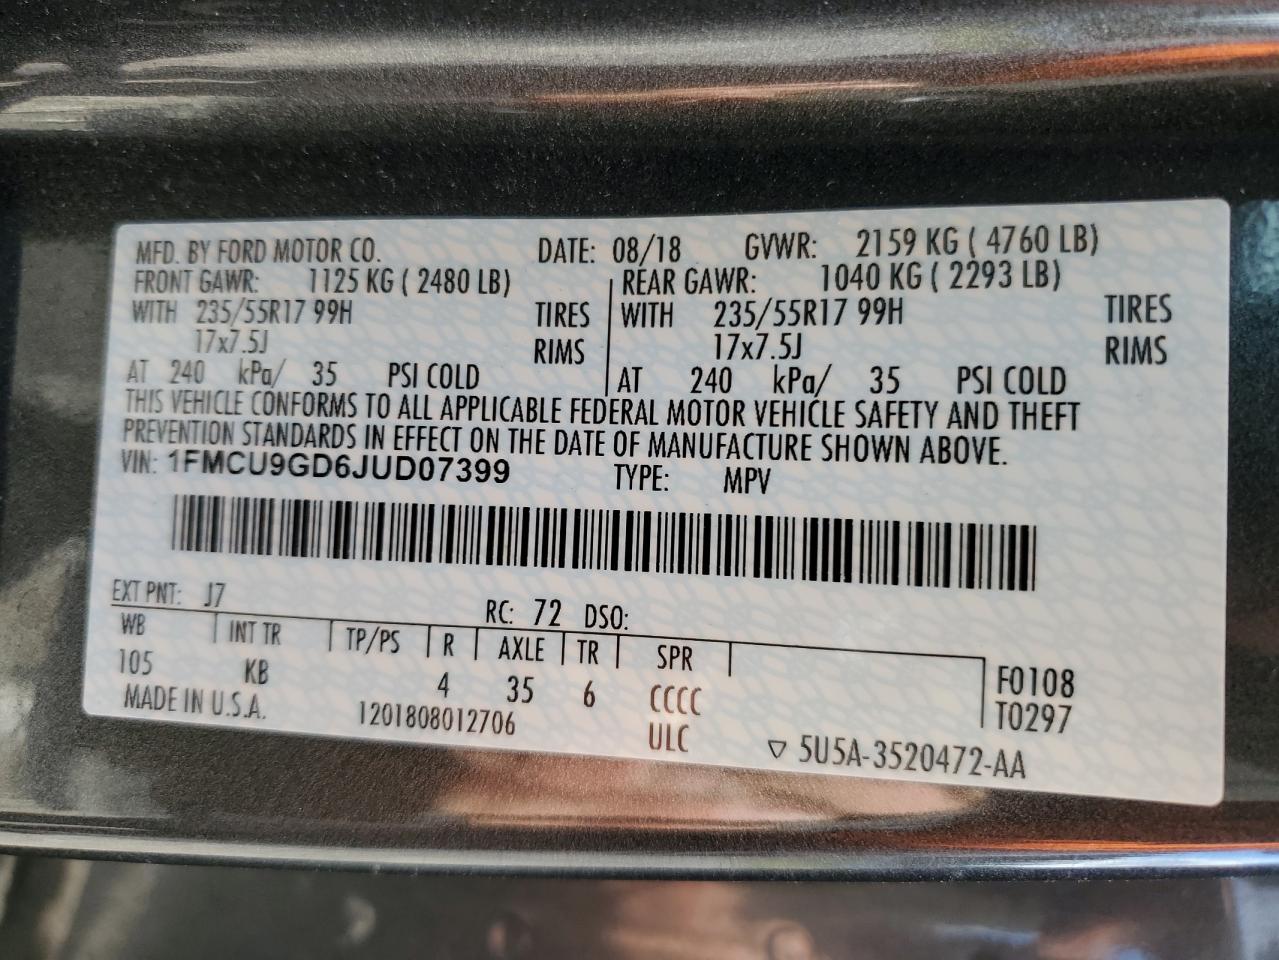 MFD. BY FORD MOTOR CO. DATE: 08/18 GVWR: 2159 KG ( 4760 LB)
FRONT GAWR: 1125 KG ( 2480 LB) REAR GAWR: 1040 KG ( 2293 LB)
WITH 235/55R17 99H TIRES WITH 235/55R17 99H TIRES
17x7.5J RIMS 17x7.5J RIMS
AT 240 kPa/ 35 PSI COLD AT 240 kPa/ 35 PSI COLD
THIS VEHICLE CONFORMS TO ALL APPLICABLE FEDERAL MOTOR VEHICLE SAFETY AND THEFT
PREVENTION STANDARDS IN EFFECT ON THE DATE OF MANUFACTURE SHOWN ABOVE.
VIN: 1FMCU9GD6JUD07399 TYPE: MPV
EXT PNT: J7 RC: 72 DSO:
WB INT TR TP/PS R AXLE TR SPR
105 KB 4 35 6 CCCC F0108
MADE IN U.S.A. 1201808012706 ULC T0297
▽ 5U5A-3520472-AA